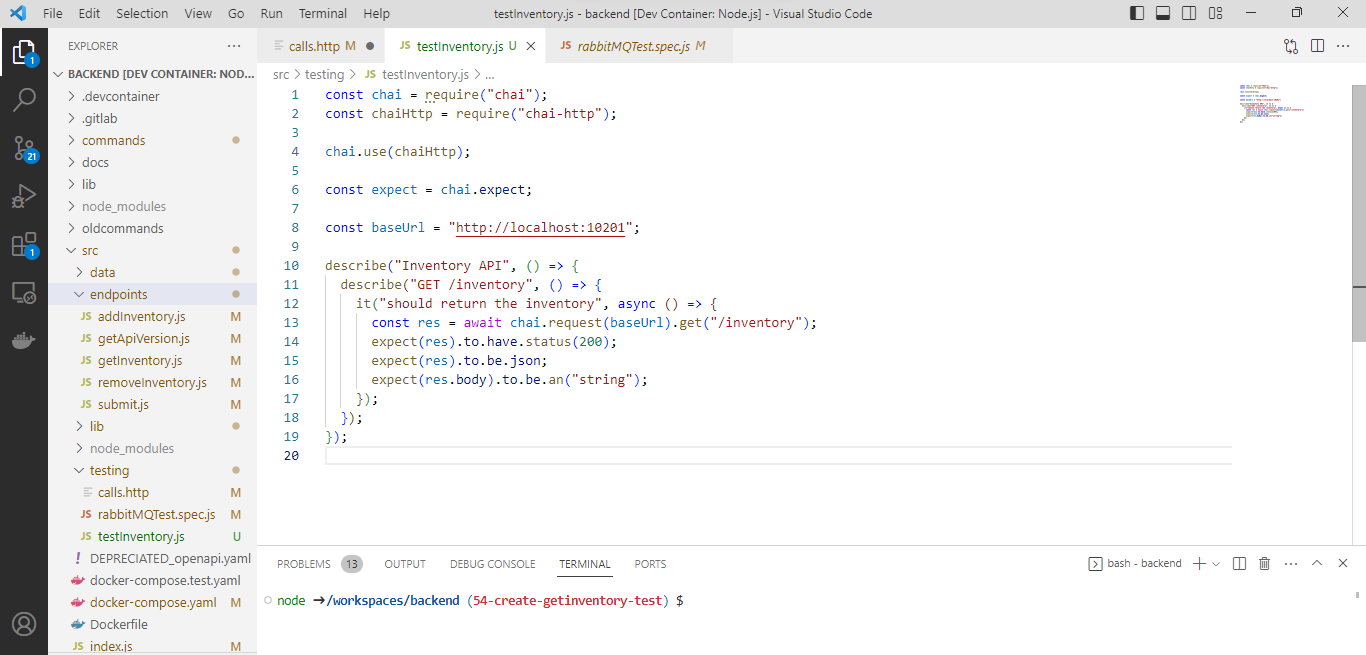 File Edit Selection View Go Run Terminal Help testInventory.js - backend [Dev Container: Node.js] - Visual Studio Code
EXPLORER
BACKEND [DEV CONTAINER: NOD...
.devcontainer
.gitlab
commands
docs
lib
node_modules
oldcommands
src
data
endpoints
JS addInventory.js M
JS getApiVersion.js M
JS getInventory.js M
JS removeInventory.js M
JS submit.js M
lib
node_modules
testing
calls.http M
JS rabbitMQTest.spec.js M
JS testInventory.js U
! DEPRECIATED_openapi.yaml
docker-compose.test.yaml
docker-compose.yaml M
Dockerfile
JS index.js M
1
21
1
calls.http M JS testInventory.js U JS rabbitMQTest.spec.js M
src > testing > JS testInventory.js > ...
1 const chai = require("chai");
2 const chaiHttp = require("chai-http");
3
4 chai.use(chaiHttp);
5
6 const expect = chai.expect;
7
8 const baseUrl = "http://localhost:10201";
9
10 describe("Inventory API", () => {
11 describe("GET /inventory", () => {
12 it("should return the inventory", async () => {
13 const res = await chai.request(baseUrl).get("/inventory");
14 expect(res).to.have.status(200);
15 expect(res).to.be.json;
16 expect(res.body).to.be.an("string");
17 });
18 });
19 });
20
PROBLEMS 13 OUTPUT DEBUG CONSOLE TERMINAL PORTS bash - backend
node ➜/workspaces/backend (54-create-getinventory-test) $